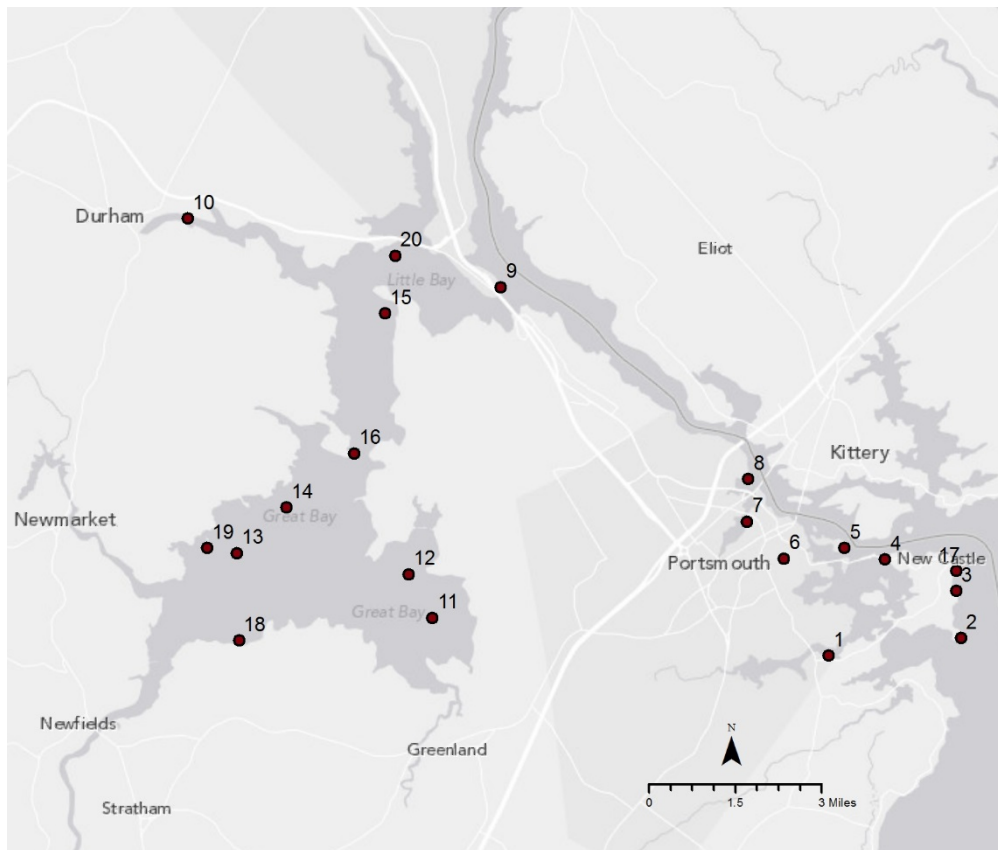 10
Durham
20
Eliot
Little Bay
9
15
16
Kittery
8
14
Great Bay
7
Newmarket
19
13
5
4
6
New Castle
17
Portsmouth
3
12
11
Great Bay
18
2
1
Newfields
N
Greenland
0 1.5 3 Miles
Stratham